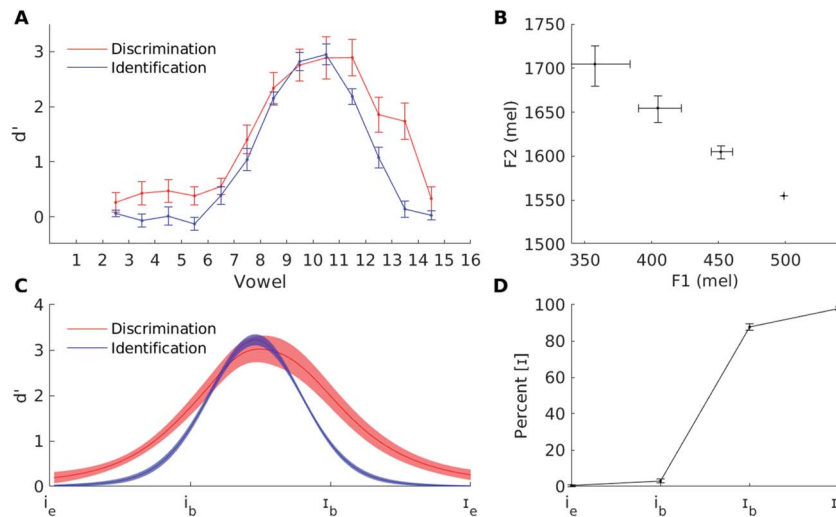 A
Discrimination
Identification
3
2
1
0
d'
1 2 3 4 5 6 7 8 9 10 11 12 13 14 15 16
Vowel
B
1750
1700
1650
1600
1550
1500
F2 (mel)
350 400 450 500
F1 (mel)
C
Discrimination
Identification
4
3
2
1
0
d'
iₑ i_b ɪ_b ɪₑ
D
100
80
60
40
20
0
Percent [ɪ]
iₑ i_b ɪ_b